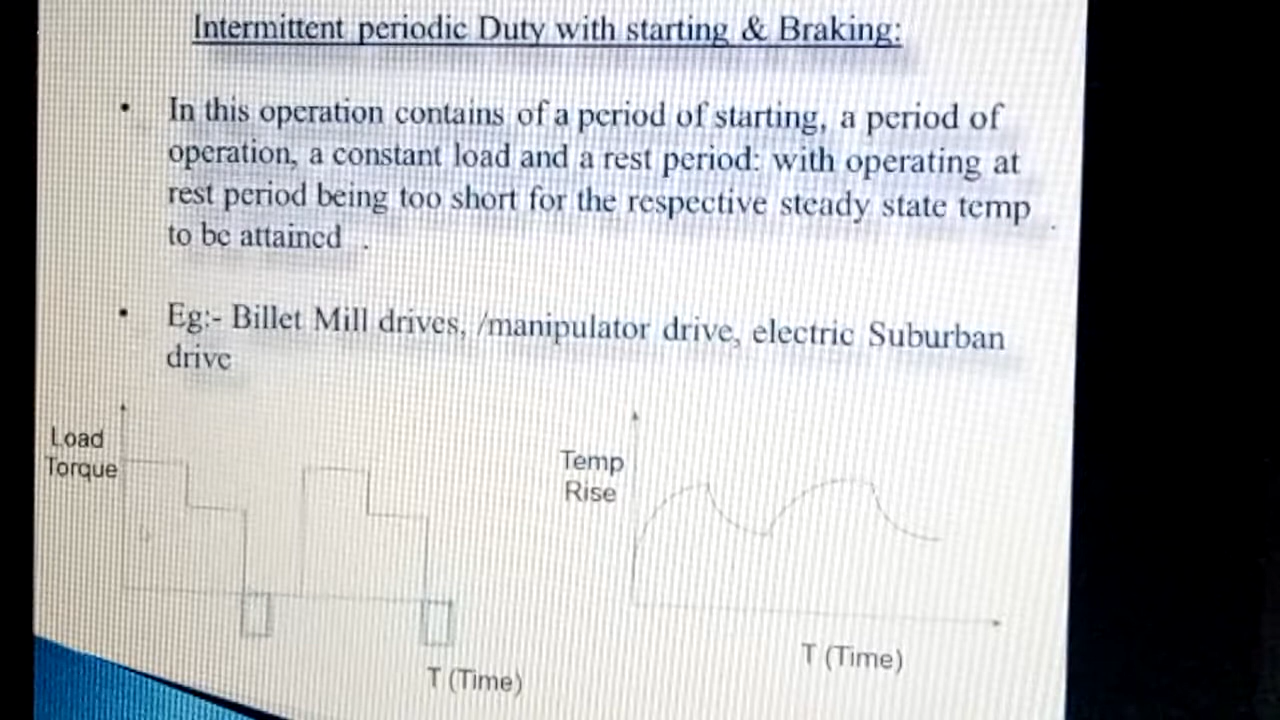 Intermittent periodic Duty with starting & Braking:
• In this operation contains of a period of starting, a period of
operation, a constant load and a rest period: with operating at
rest period being too short for the respective steady state temp
to be attained .
• Eg:- Billet Mill drives, /manipulator drive, electric Suburban
drive
Load
Torque
T (Time)
Temp
Rise
T (Time)